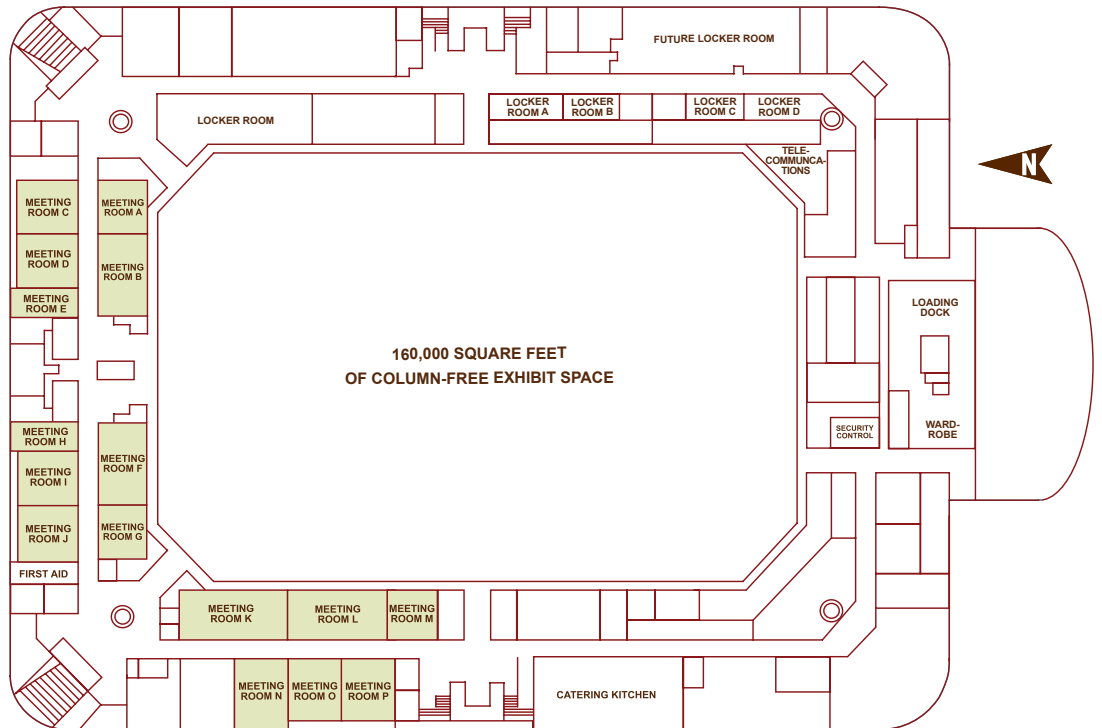 FUTURE LOCKER ROOM
LOCKER ROOM
LOCKER
ROOM A
LOCKER
ROOM B
LOCKER
ROOM C
LOCKER
ROOM D
TELE-
COMMUNCA-
TIONS
N
MEETING
ROOM C
MEETING
ROOM A
MEETING
ROOM D
MEETING
ROOM B
MEETING
ROOM E
LOADING
DOCK
160,000 SQUARE FEET
OF COLUMN-FREE EXHIBIT SPACE
SECURITY
CONTROL
WARD-
ROBE
MEETING
ROOM H
MEETING
ROOM F
MEETING
ROOM I
MEETING
ROOM J
MEETING
ROOM G
FIRST AID
MEETING
ROOM K
MEETING
ROOM L
MEETING
ROOM M
MEETING
ROOM N
MEETING
ROOM O
MEETING
ROOM P
CATERING KITCHEN